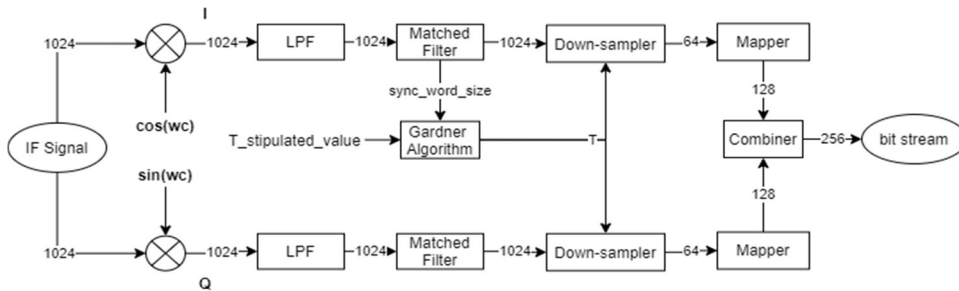 I
1024
1024
LPF
1024
Matched
Filter
1024
Down-sampler
64
Mapper
sync_word_size
128
cos(wc)
T_stipulated_value
Gardner
Algorithm
T
IF Signal
Combiner
256
bit stream
sin(wc)
128
1024
1024
LPF
1024
Matched
Filter
1024
Down-sampler
64
Mapper
Q